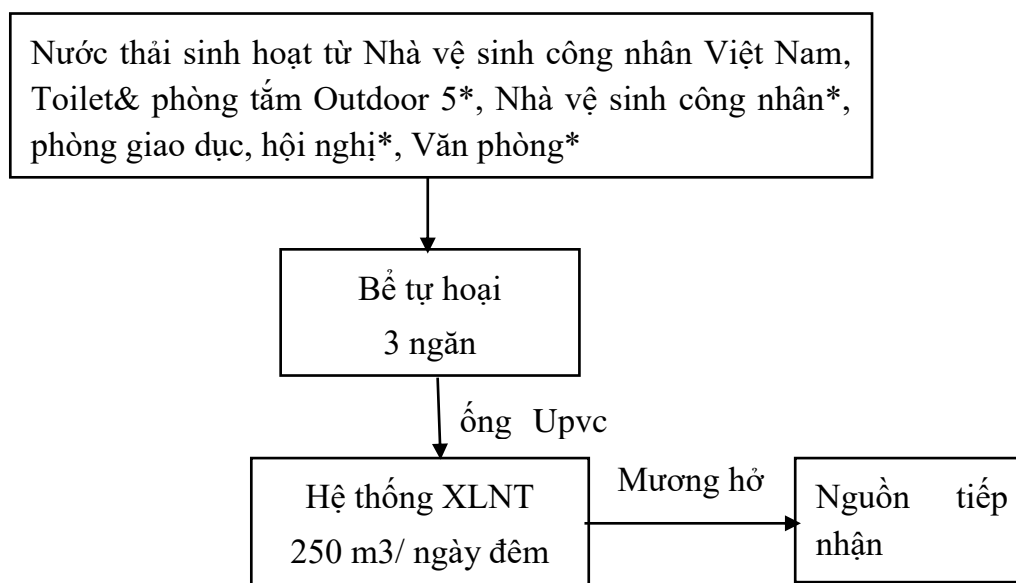 Nước thải sinh hoạt từ Nhà vệ sinh công nhân Việt Nam,
Toilet& phòng tắm Outdoor 5*, Nhà vệ sinh công nhân*,
phòng giao dục, hội nghị*, Văn phòng*
Bể tự hoại
3 ngăn
ống Upvc
Hệ thống XLNT
250 m3/ ngày đêm
Mương hở
Nguồn tiếp
nhận